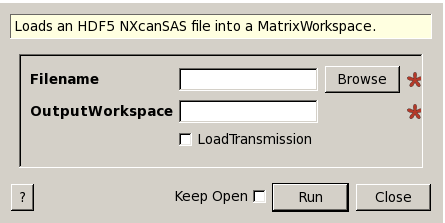 Loads an HDF5 NXcanSAS file into a MatrixWorkspace.
Filename Browse *
OutputWorkspace *
LoadTransmission
? Keep Open Run Close